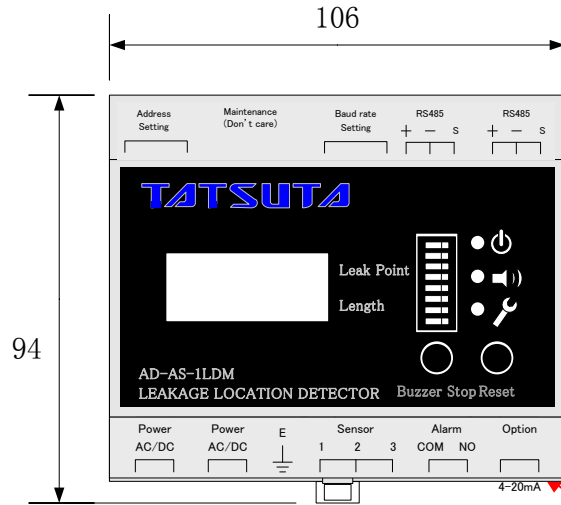 106
94
Address
Setting
Maintenance
(Don't care)
Baud rate
Setting
RS485
+ − S
RS485
+ − S
TATSUTA
Leak Point
Length
AD-AS-1LDM
LEAKAGE LOCATION DETECTOR
Buzzer Stop Reset
Power
AC/DC
Power
AC/DC
E
Sensor
1 2 3
Alarm
COM NO
Option
4-20mA